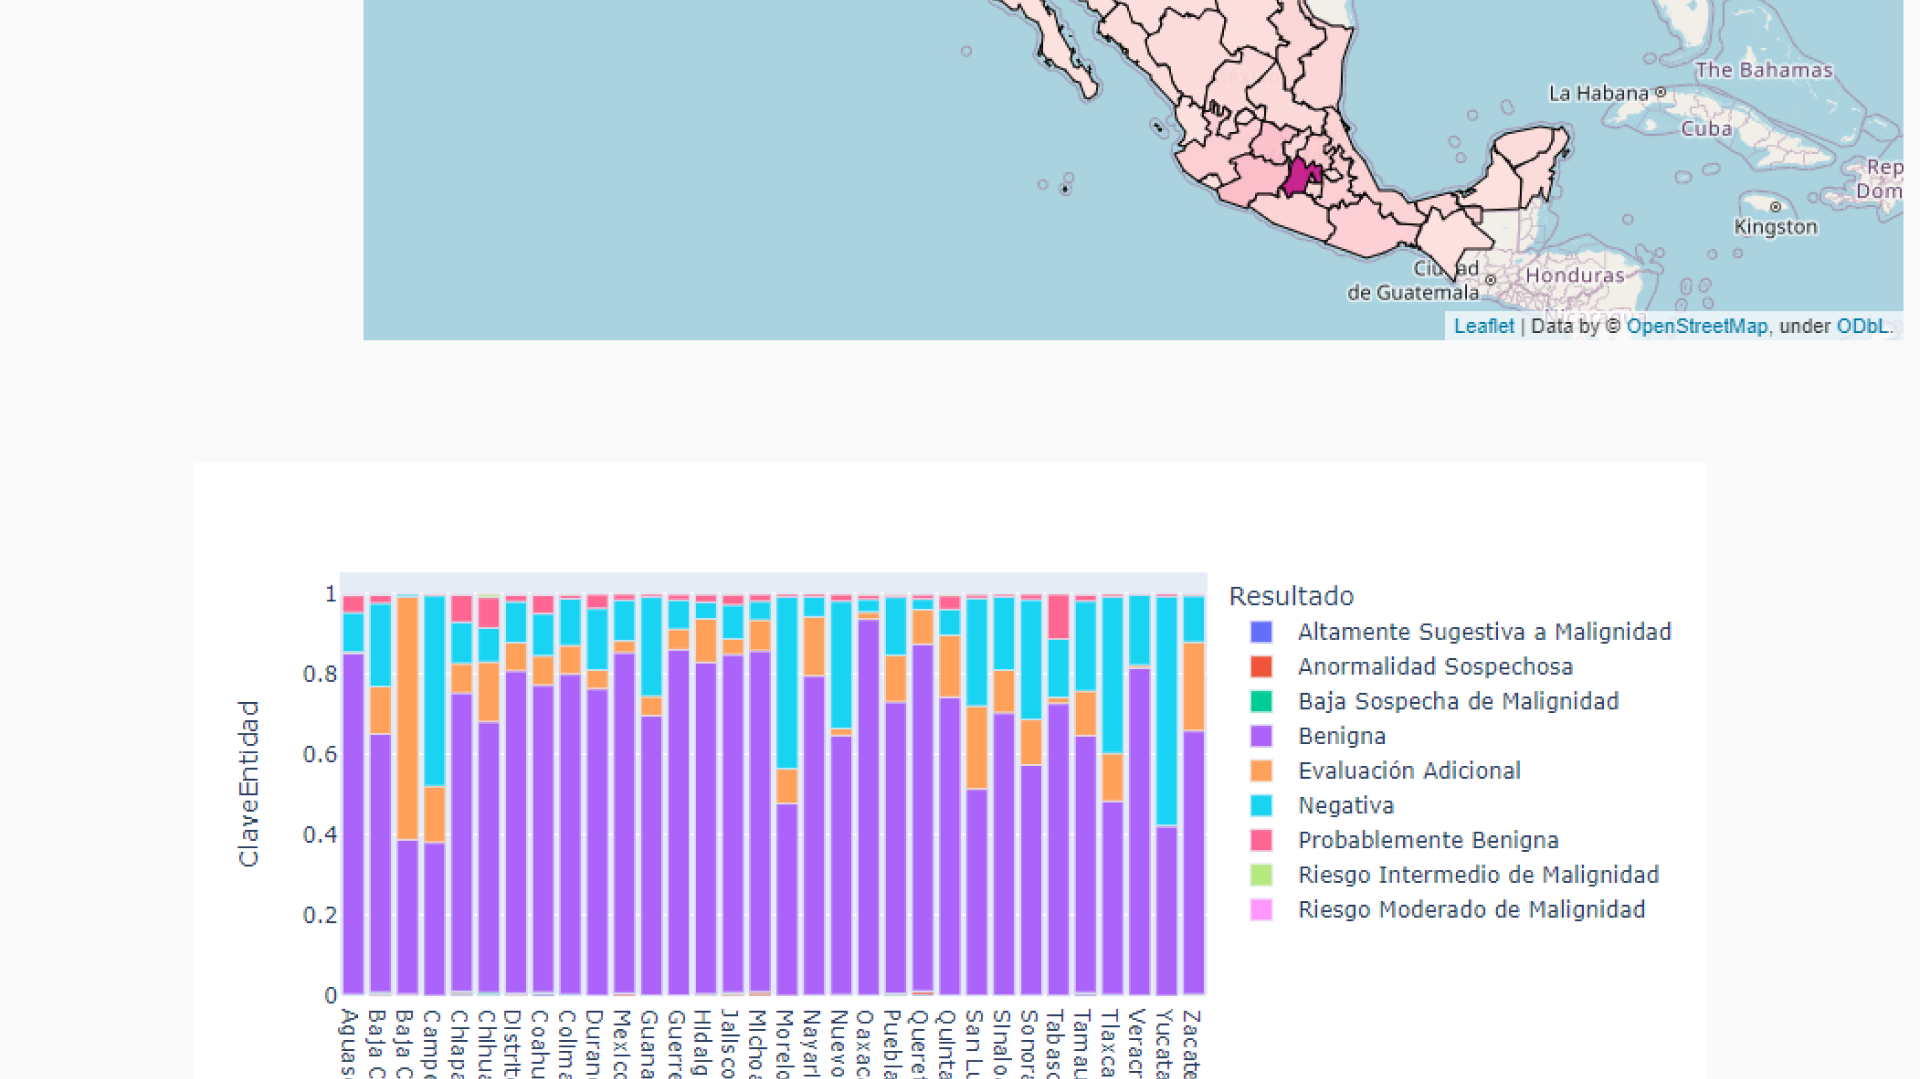 The Bahamas
La Habana
Cuba
Rep
Dom
Kingston
Ciudad
de Guatemala
Honduras
Nicaragua
Leaflet | Data by © OpenStreetMap, under ODbL.
Resultado
Altamente Sugestiva a Malignidad
Anormalidad Sospechosa
Baja Sospecha de Malignidad
Benigna
Evaluación Adicional
Negativa
Probablemente Benigna
Riesgo Intermedio de Malignidad
Riesgo Moderado de Malignidad
ClaveEntidad
1
0.8
0.6
0.4
0.2
0
Aguas
Baja C
Baja C
Campe
Chiapa
Chihua
Distrit
Coahu
Colima
Duran
Mexico
Guana
Guerre
Hidalg
Jalisco
Michoa
Morelo
Nayari
Nuevo
Oaxac
Puebla
Queret
Quinta
San Lu
Sinalo
Sonora
Tabasc
Tamau
Tlaxca
Veracr
Yucata
Zacate